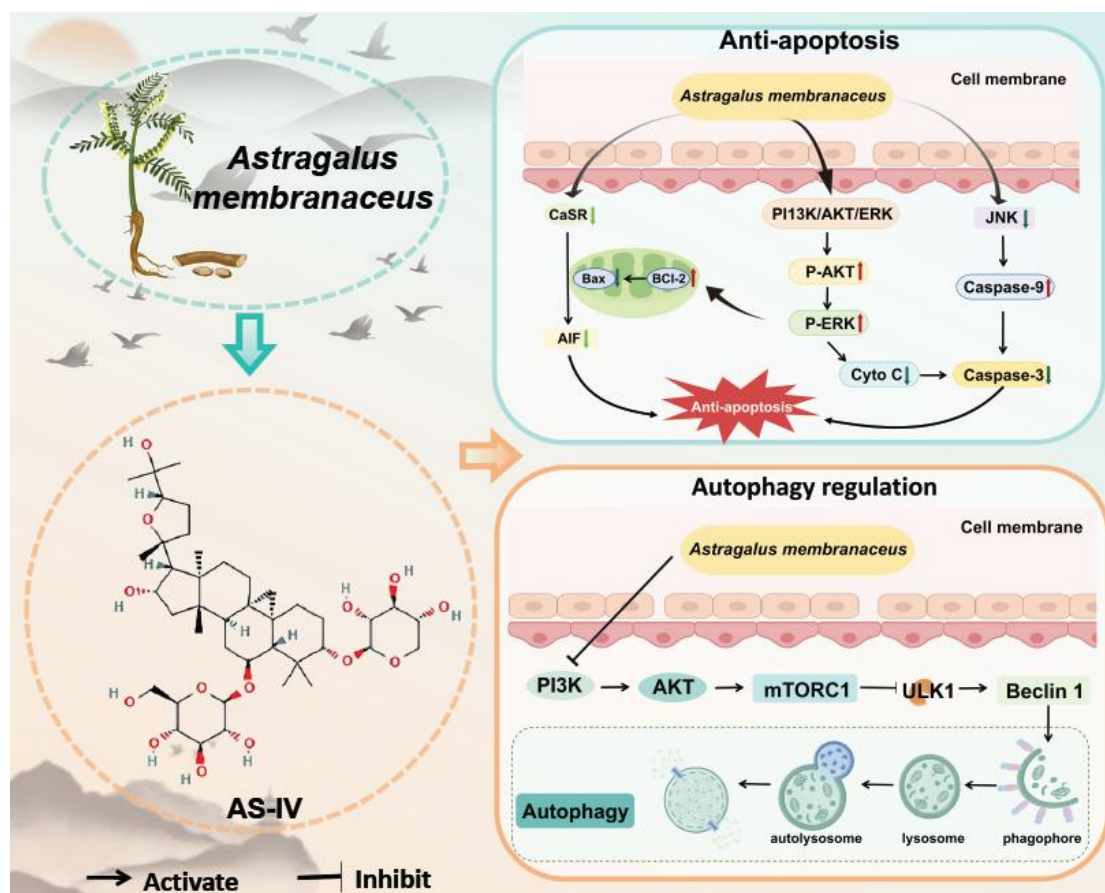 Astragalus
membranaceus
H
O
H
O
H
O
H
H
O
H
H
H
O
H
O
O
H
O
H
O
O
O
H
O
H
O
O
H
O
H
O
H
AS-IV
Activate
Inhibit
Anti-apoptosis
Cell membrane
Astragalus membranaceus
CaSR
PI13K/AKT/ERK
JNK
Bax
BCl-2
P-AKT
Caspase-9
AIF
P-ERK
Cyto C
Caspase-3
Anti-apoptosis
Autophagy regulation
Cell membrane
Astragalus membranaceus
PI3K
AKT
mTORC1
ULK1
Beclin 1
Autophagy
autolysosome
lysosome
phagophore